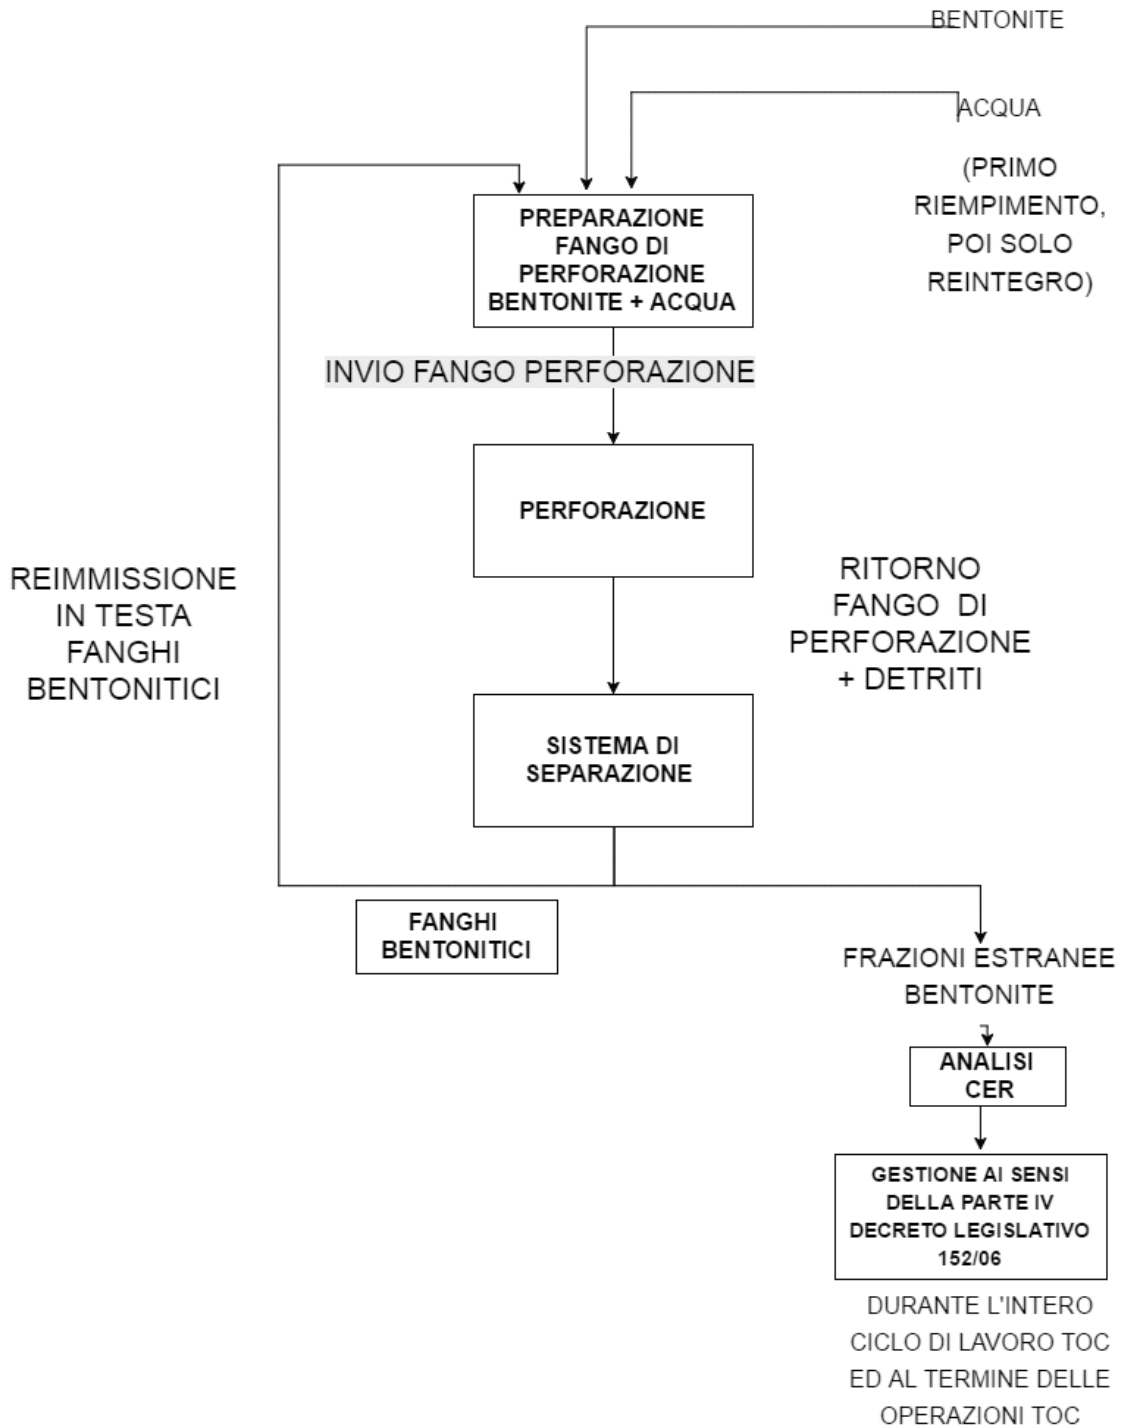 BENTONITE
ACQUA
(PRIMO
RIEMPIMENTO,
POI SOLO
REINTEGRO)
PREPARAZIONE
FANGO DI
PERFORAZIONE
BENTONITE + ACQUA
INVIO FANGO PERFORAZIONE
PERFORAZIONE
REIMMISSIONE
IN TESTA
FANGHI
BENTONITICI
RITORNO
FANGO DI
PERFORAZIONE
+ DETRITI
SISTEMA DI
SEPARAZIONE
FANGHI
BENTONITICI
FRAZIONI ESTRANEE
BENTONITE
ANALISI
CER
GESTIONE AI SENSI
DELLA PARTE IV
DECRETO LEGISLATIVO
152/06
DURANTE L'INTERO
CICLO DI LAVORO TOC
ED AL TERMINE DELLE
OPERAZIONI TOC